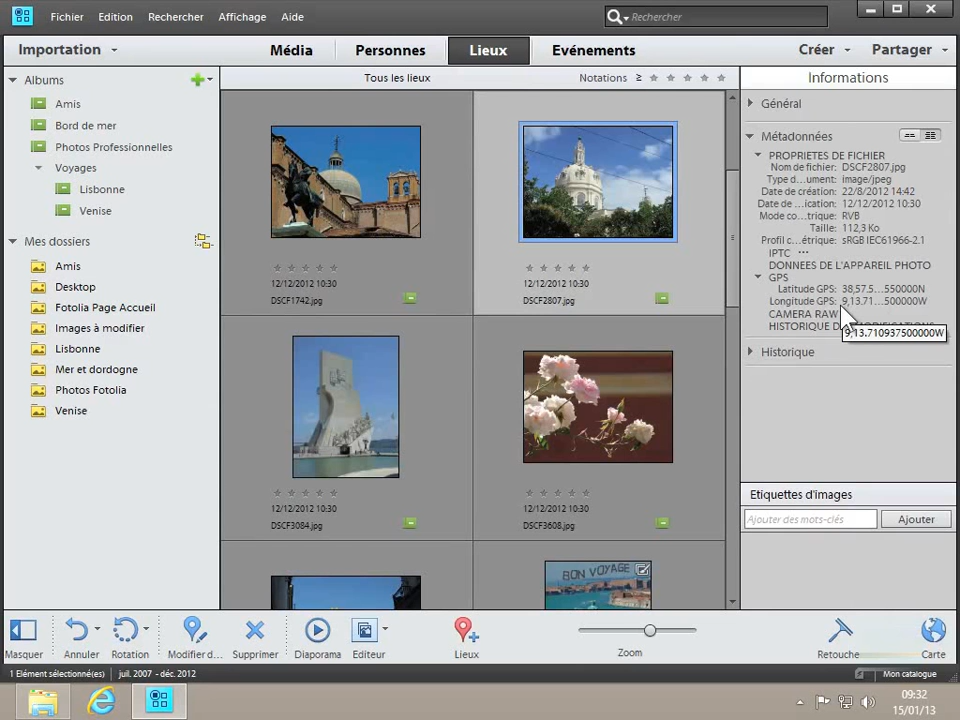 Fichier Edition Rechercher Affichage Aide
Rechercher
Importation Média Personnes Lieux Evénements Créer Partager
Albums
Amis
Bord de mer
Photos Professionnelles
Voyages
Lisbonne
Venise
Mes dossiers
Amis
Desktop
Fotolia Page Accueil
Images à modifier
Lisbonne
Mer et dordogne
Photos Fotolia
Venise
Tous les lieux Notations ≥
12/12/2012 10:30
DSCF1742.jpg
12/12/2012 10:30
DSCF2807.jpg
12/12/2012 10:30
DSCF3084.jpg
12/12/2012 10:30
DSCF3608.jpg
BON VOYAGE
Informations
Général
Métadonnées
PROPRIETES DE FICHIER
Nom de fichier: DSCF2807.jpg
Type d...ument: image/jpeg
Date de création: 22/8/2012 14:42
Date de ...ication: 12/12/2012 10:30
Mode co...trique: RVB
Taille: 112,3 Ko
Profil c...étrique: sRGB IEC61966-2.1
IPTC ...
DONNEES DE L'APPAREIL PHOTO
GPS
Latitude GPS: 38,57.5...550000N
Longitude GPS: 9,13.71...500000W
CAMERA RAW
HISTORIQUE D
9,13.710937500000W
Historique
Etiquettes d'images
Ajouter des mots-clés Ajouter
Masquer Annuler Rotation Modifier d... Supprimer Diaporama Editeur Lieux Zoom Retouche Carte
1 Elément sélectionné(s) juil. 2007 - déc. 2012 Mon catalogue
09:32
15/01/13